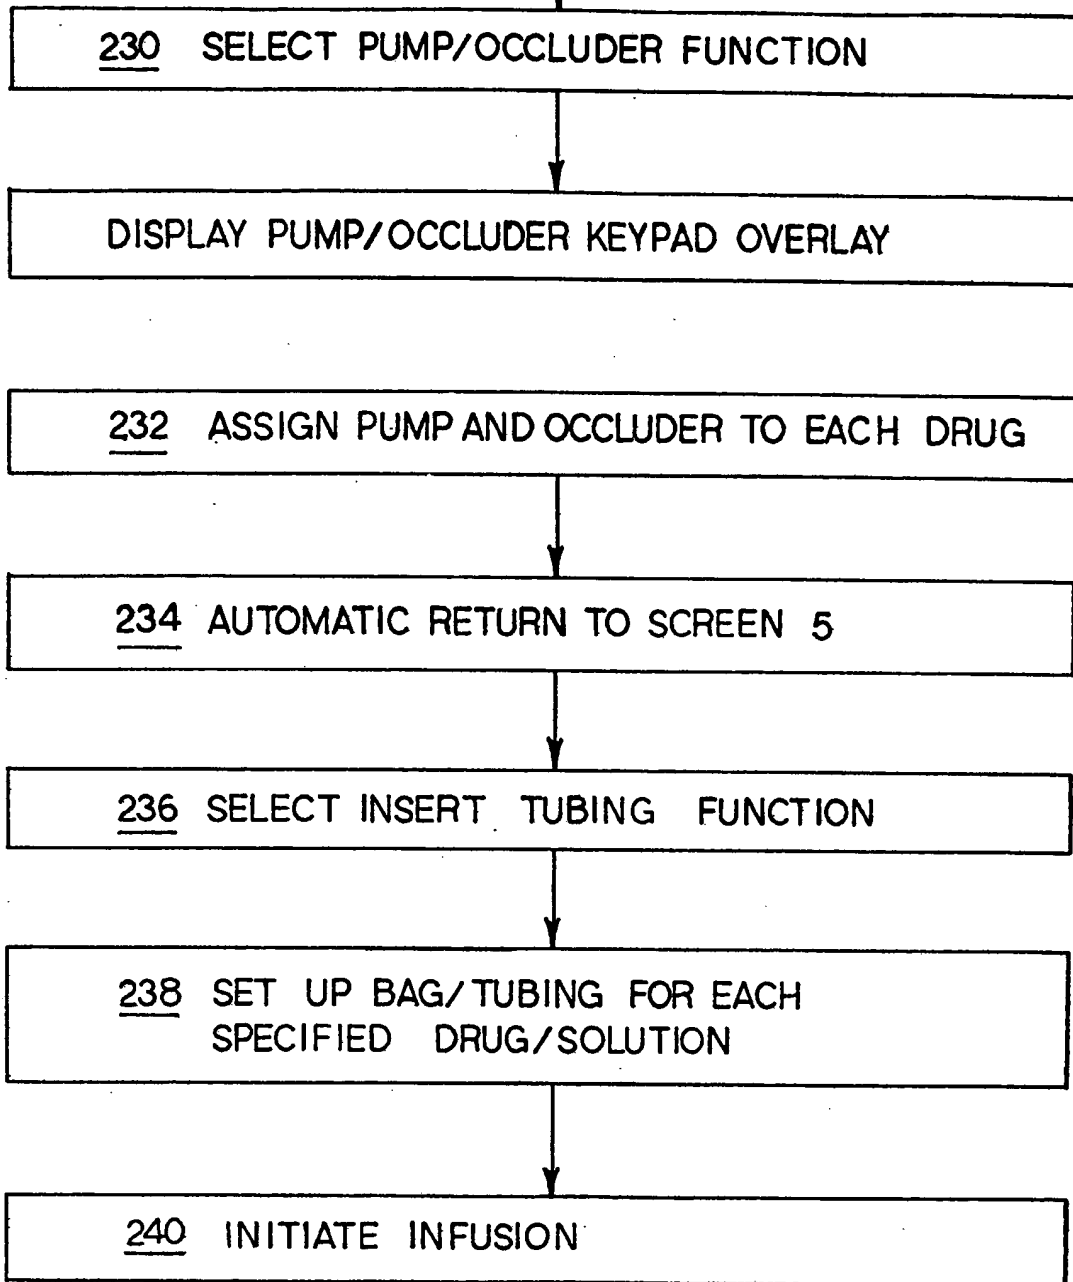 230 SELECT PUMP/OCCLUDER FUNCTION
DISPLAY PUMP/OCCLUDER KEYPAD OVERLAY
232 ASSIGN PUMP AND OCCLUDER TO EACH DRUG
234 AUTOMATIC RETURN TO SCREEN 5
236 SELECT INSERT TUBING FUNCTION
238 SET UP BAG/TUBING FOR EACH
SPECIFIED DRUG/SOLUTION
240 INITIATE INFUSION